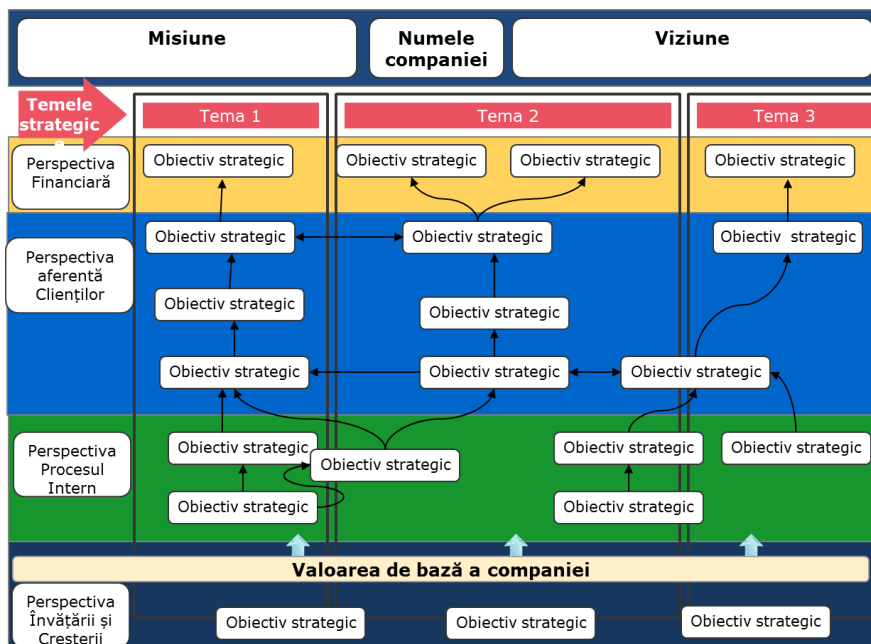 Misiune
Numele
companiei
Viziune
Temele
strategic
e
Tema 1
Tema 2
Tema 3
Perspectiva
Financiară
Obiectiv strategic
Obiectiv strategic
Obiectiv strategic
Obiectiv strategic
Perspectiva
aferentă
Clienților
Obiectiv strategic
Obiectiv strategic
Obiectiv strategic
Obiectiv strategic
Obiectiv strategic
Obiectiv strategic
Obiectiv strategic
Obiectiv strategic
Perspectiva
Procesul
Intern
Obiectiv strategic
Obiectiv strategic
Obiectiv strategic
Obiectiv strategic
Obiectiv strategic
Obiectiv strategic
Valoarea de bază a companiei
Perspectiva
Învățării și
Creșterii
Obiectiv strategic
Obiectiv strategic
Obiectiv strategic